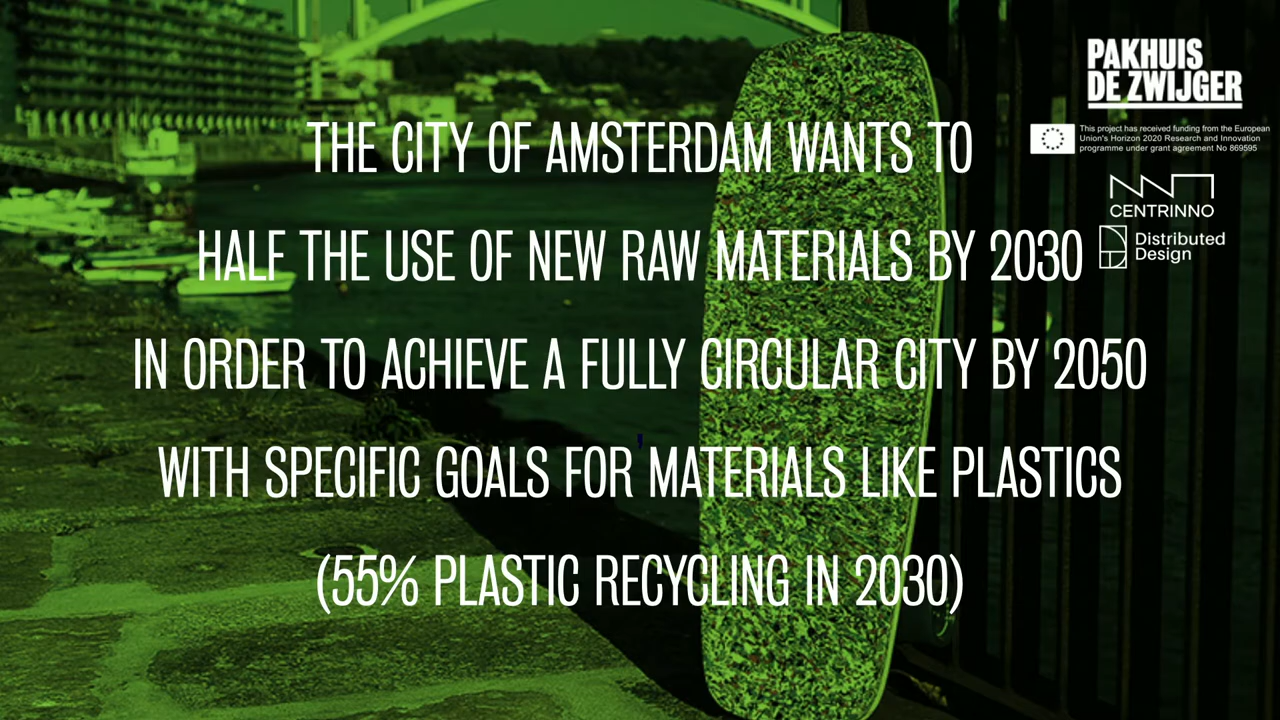 THE CITY OF AMSTERDAM WANTS TO
HALF THE USE OF NEW RAW MATERIALS BY 2030
IN ORDER TO ACHIEVE A FULLY CIRCULAR CITY BY 2050
WITH SPECIFIC GOALS FOR MATERIALS LIKE PLASTICS
(55% PLASTIC RECYCLING IN 2030)
PAKHUIS
DE ZWIJGER
This project has received funding from the European
Union's Horizon 2020 Research and Innovation
programme under grant agreement No 869595
CENTRINNO
Distributed
Design